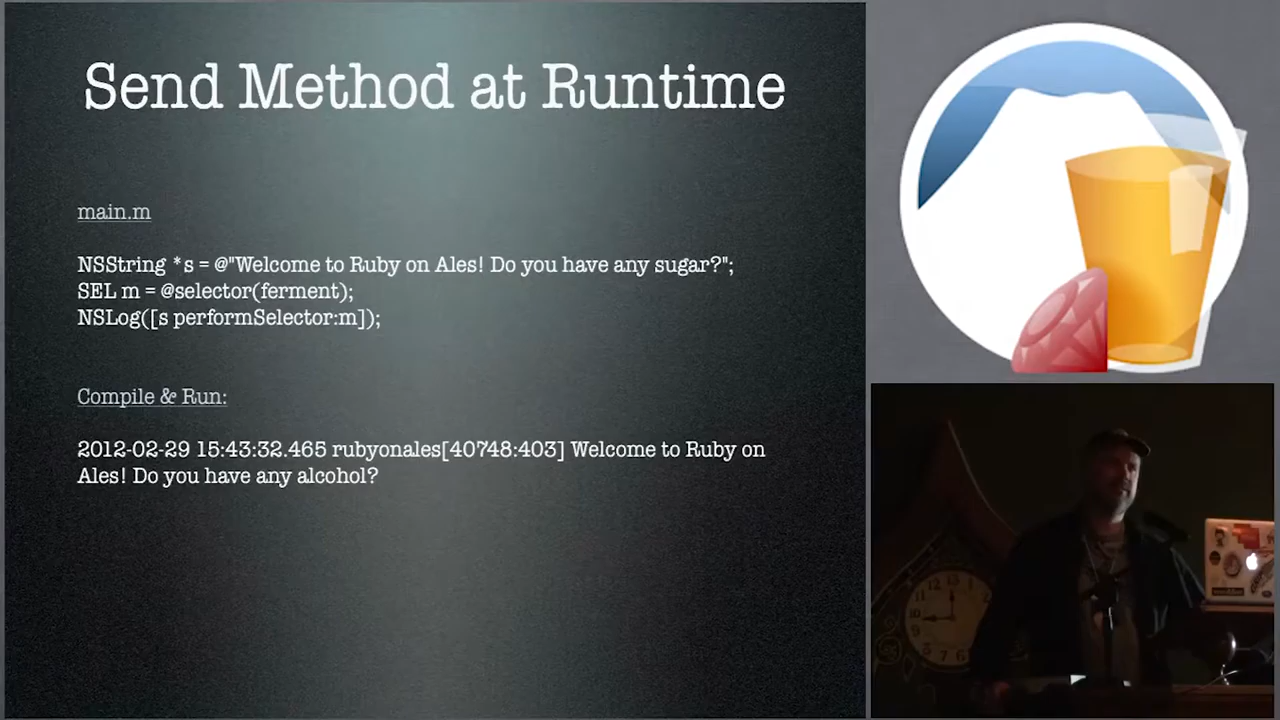 Send Method at Runtime
main.m
NSString *s = @"Welcome to Ruby on Ales! Do you have any sugar?";
SEL m = @selector(ferment);
NSLog([s performSelector:m]);
Compile & Run:
2012-02-29 15:43:32.465 rubyonales[40748:403] Welcome to Ruby on
Ales! Do you have any alcohol?